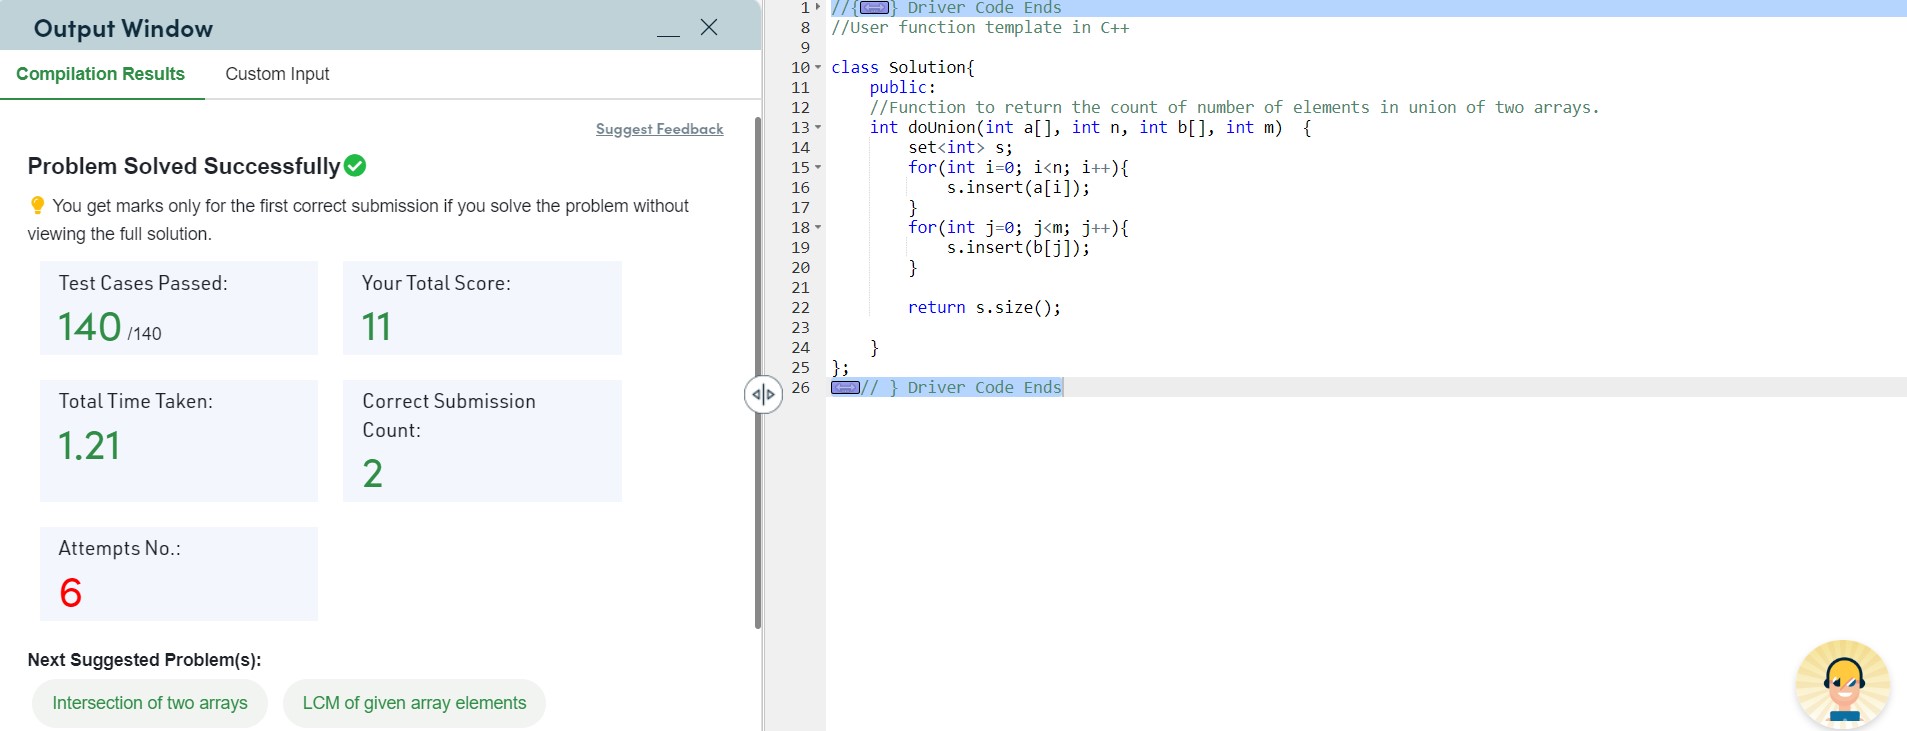 Output Window
Compilation Results
Custom Input
Suggest Feedback
Problem Solved Successfully
You get marks only for the first correct submission if you solve the problem without
viewing the full solution.
Test Cases Passed:
140 /140
Your Total Score:
11
Total Time Taken:
1.21
Correct Submission
Count:
2
Attempts No.:
6
Next Suggested Problem(s):
Intersection of two arrays
LCM of given array elements
1 //{ } Driver Code Ends
8 //User function template in C++
9
10 class Solution{
11 public:
12 //Function to return the count of number of elements in union of two arrays.
13 int doUnion(int a[], int n, int b[], int m) {
14 set<int> s;
15 for(int i=0; i<n; i++){
16 s.insert(a[i]);
17 }
18 for(int j=0; j<m; j++){
19 s.insert(b[j]);
20 }
21
22 return s.size();
23
24 }
25 };
26 // } Driver Code Ends